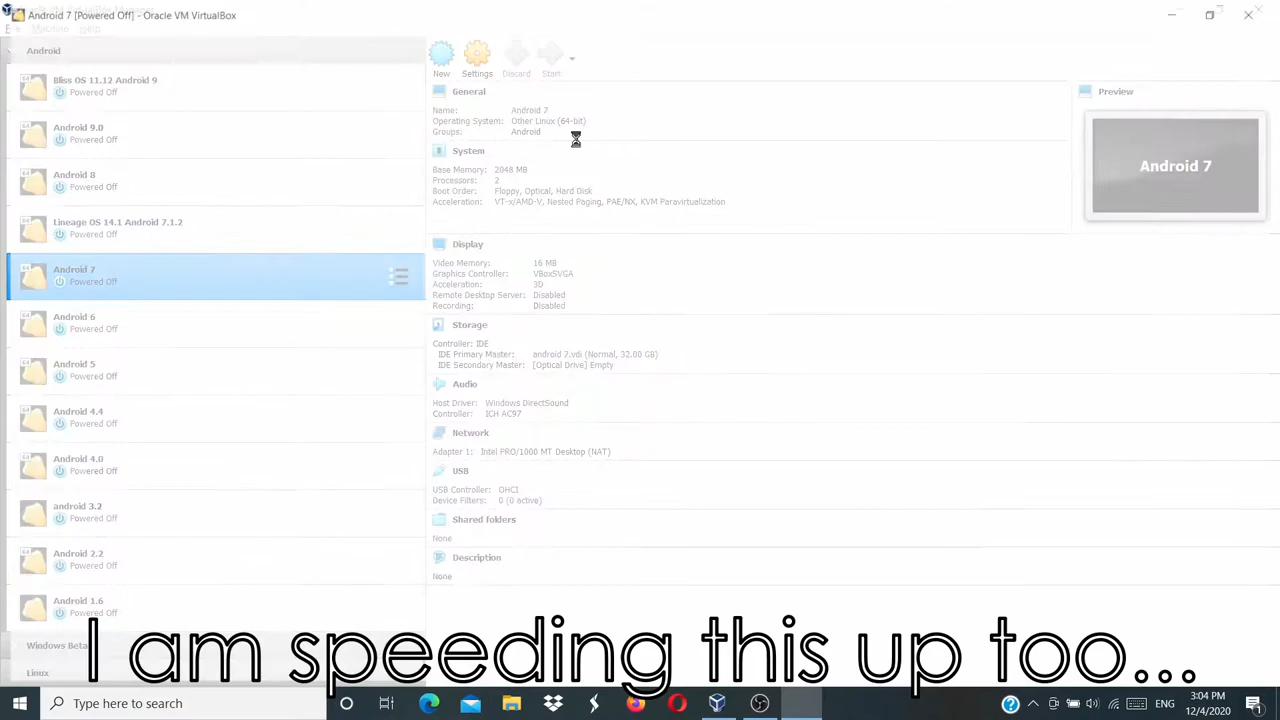 Android 7 [Powered Off] - Oracle VM VirtualBox
Machine Help
Android
Bliss OS 11.12 Android 9
Powered Off
Android 9.0
Powered Off
Android 8
Powered Off
Lineage OS 14.1 Android 7.1.2
Powered Off
Android 7
Powered Off
Android 6
Powered Off
Android 5
Powered Off
Android 4.4
Powered Off
Android 4.0
Powered Off
android 3.2
Powered Off
Android 2.2
Powered Off
Android 1.6
Powered Off
Windows Beta
Linux
New Settings Discard Start
General
Name: Android 7
Operating System: Other Linux (64-bit)
Groups: Android
System
Base Memory: 2048 MB
Processors: 2
Boot Order: Floppy, Optical, Hard Disk
Acceleration: VT-x/AMD-V, Nested Paging, PAE/NX, KVM Paravirtualization
Display
Video Memory: 16 MB
Graphics Controller: VBoxSVGA
Acceleration: 3D
Remote Desktop Server: Disabled
Recording: Disabled
Storage
Controller: IDE
IDE Primary Master: android 7.vdi (Normal, 32.00 GB)
IDE Secondary Master: [Optical Drive] Empty
Audio
Host Driver: Windows DirectSound
Controller: ICH AC97
Network
Adapter 1: Intel PRO/1000 MT Desktop (NAT)
USB
USB Controller: OHCI
Device Filters: 0 (0 active)
Shared folders
None
Description
None
Preview
Android 7
I am speeding this up too...
Type here to search
ENG
3:04 PM
12/4/2020
1